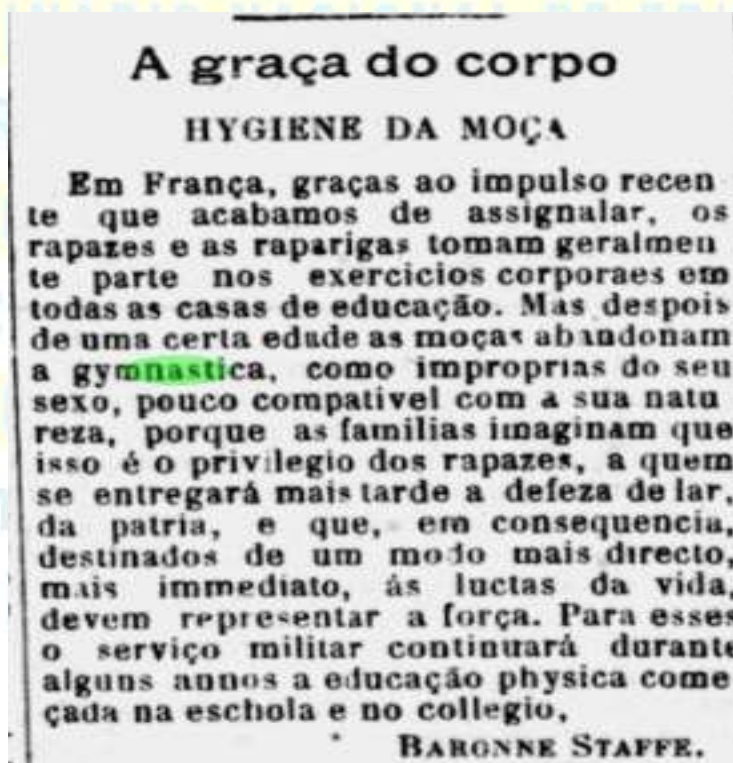 A graça do corpo
HYGIENE DA MOÇA
Em França, graças ao impulso recen
te que acabamos de assignalar, os
rapazes e as raparigas tomam geralmen
te parte nos exercicios corporaes em
todas as casas de educação. Mas despois
de uma certa edade as moças abandonam
a gymnastica, como improprias do seu
sexo, pouco compativel com a sua natu
reza, porque as familias imaginam que
isso é o privilegio dos rapazes, a quem
se entregará mais tarde a defeza de lar,
da patria, e que, em consequencia,
destinados de um modo mais directo,
mais immediato, ás luctas da vida,
devem representar a força. Para esses
o serviço militar continuará durante
alguns annos a educação physica come
çada na eschola e no collegio,
BARONNE STAFFE.